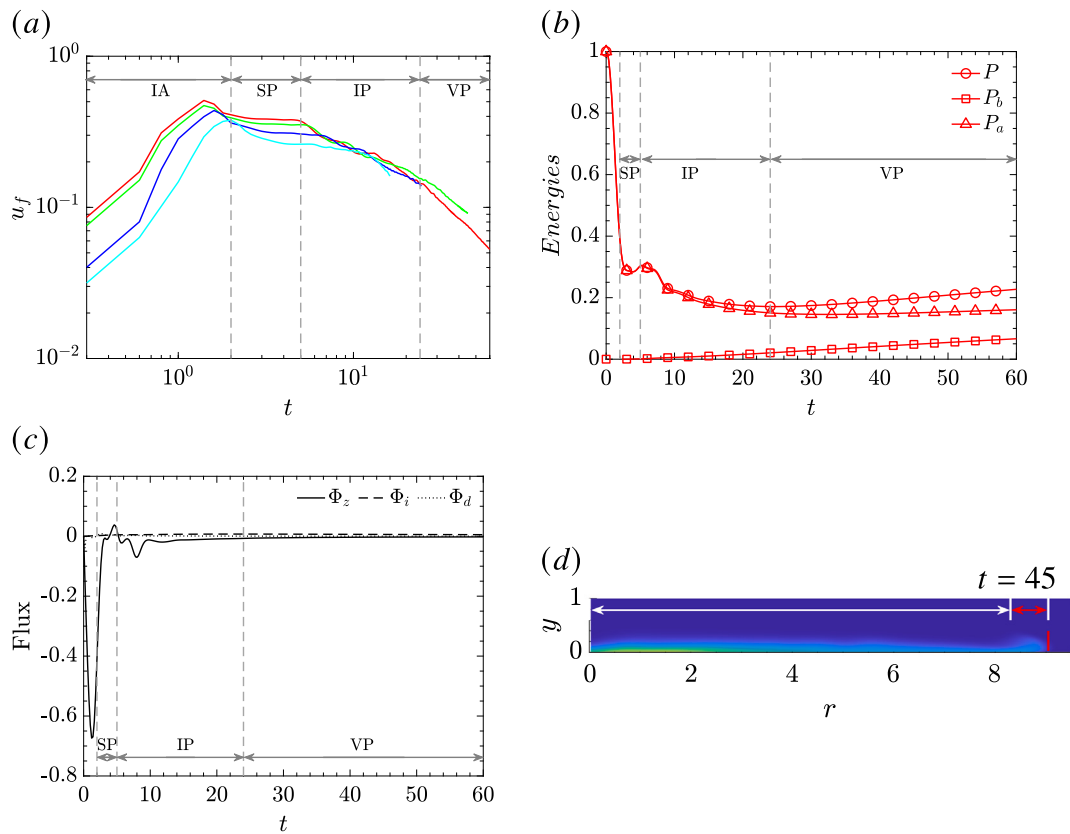 (a)
10^0
10^{-1}
10^{-2}
u_f
IA SP IP VP
10^0 10^1
t
(b)
1
0.8
0.6
0.4
0.2
0
Energies
P
P_b
P_a
SP IP VP
0 10 20 30 40 50 60
t
(c)
0.2
0
-0.2
-0.4
-0.6
-0.8
Flux
Φ_z Φ_i Φ_d
SP IP VP
0 10 20 30 40 50 60
t
(d)
t = 45
1
0
y
0 2 4 6 8
r